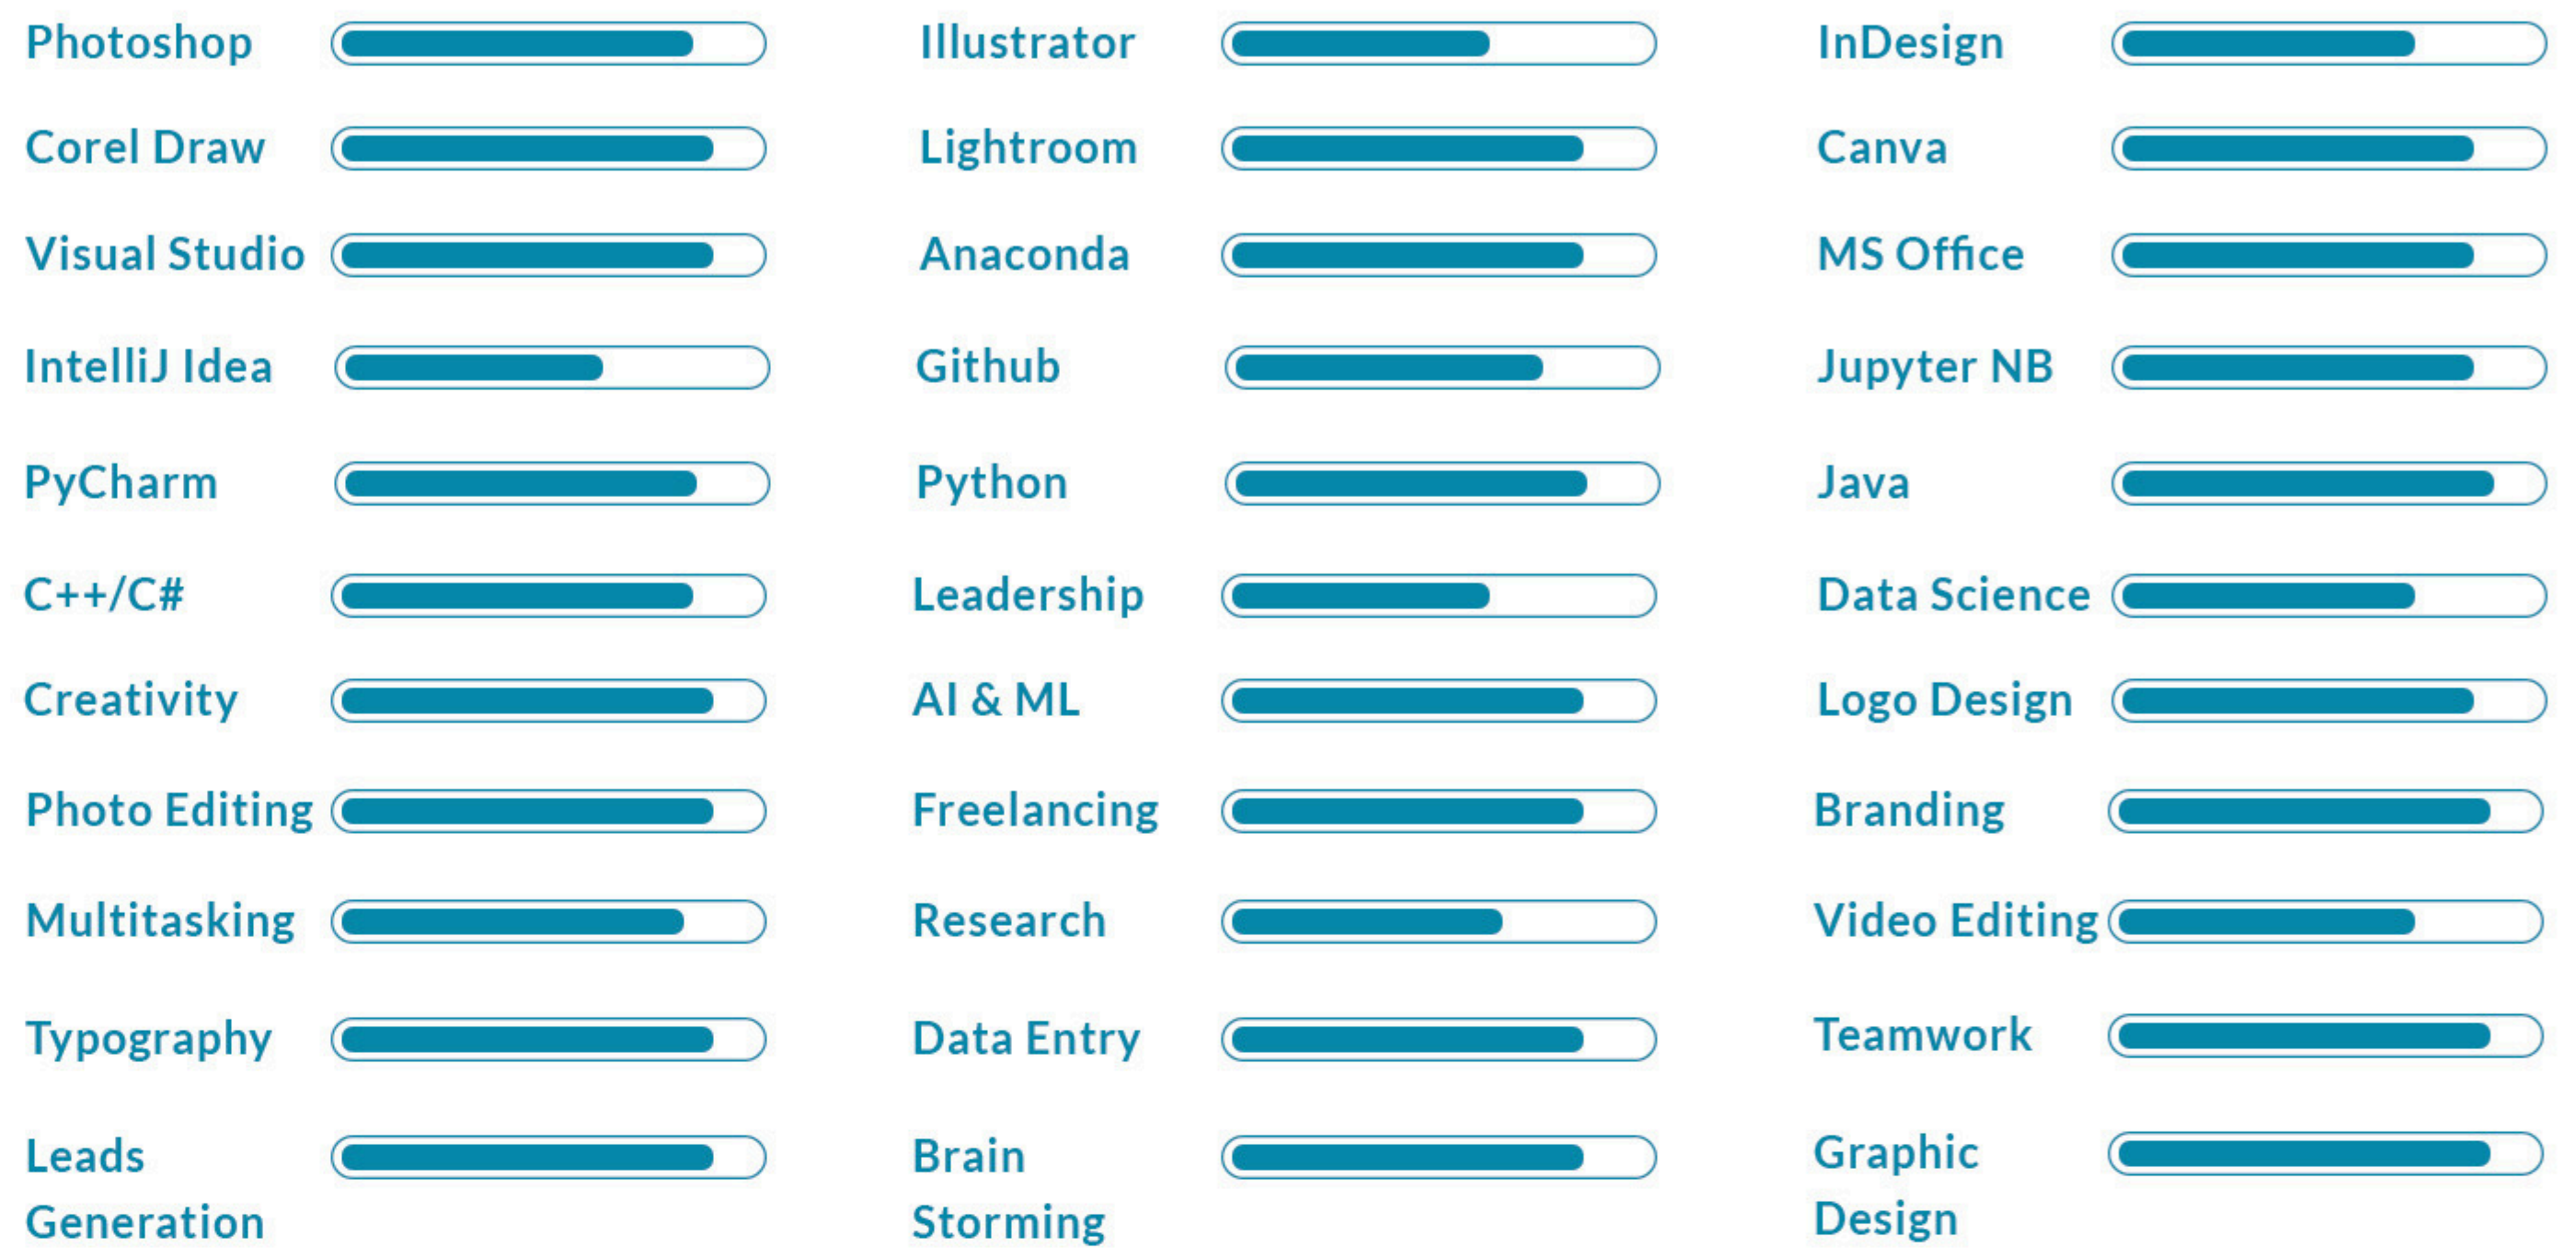 Photoshop Illustrator InDesign
Corel Draw Lightroom Canva
Visual Studio Anaconda MS Office
IntelliJ Idea Github Jupyter NB
PyCharm Python Java
C++/C# Leadership Data Science
Creativity AI & ML Logo Design
Photo Editing Freelancing Branding
Multitasking Research Video Editing
Typography Data Entry Teamwork
Leads Brain Graphic
Generation Storming Design